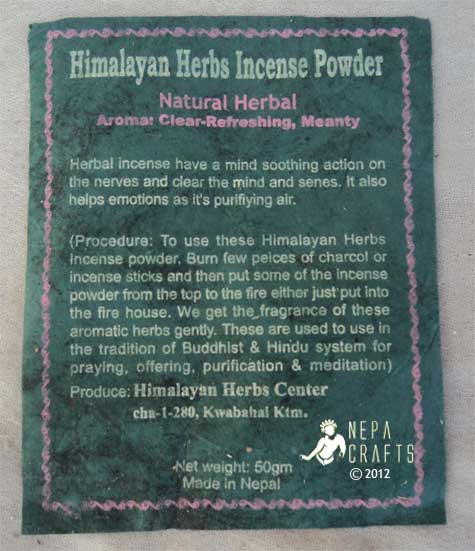 Himalayan Herbs Incense Powder
Natural Herbal
Aroma: Clear-Refreshing, Meanty
Herbal incense have a mind soothing action on
the nerves and clear the mind and senes. It also
helps emotions as it's purifiying air.
(Procedure: To use these Himalayan Herbs
Incense powder. Burn few peices of charcol or
incense sticks and then put some of the incense
powder from the top to the fire either just put into
the fire house. We get the fragrance of these
aromatic herbs gently. These are used to use in
the tradition of Buddhist & Hindu system for
praying, offering, purification & meditation)
Produce: Himalayan Herbs Center
cha-1-280, Kwabahal Ktm.
NEPA
CRAFTS
© 2012
Net weight: 50gm
Made in Nepal